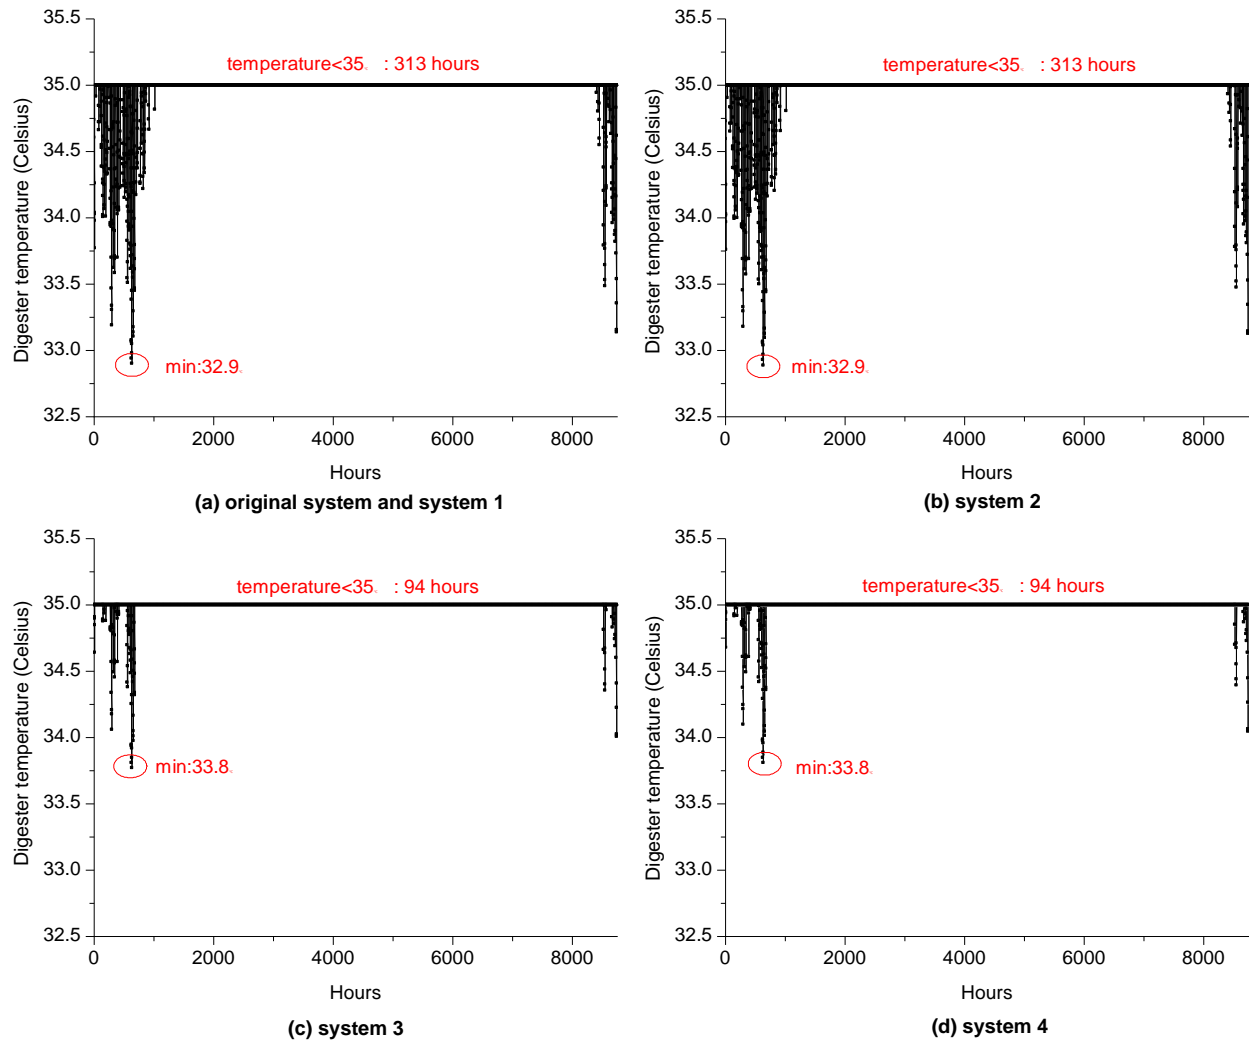 35.5
35.0
34.5
34.0
33.5
33.0
32.5
0
2000
4000
6000
8000
Digester temperature (Celsius)
temperature<35 : 313 hours
min:32.9
Hours
(a) original system and system 1
35.5
35.0
34.5
34.0
33.5
33.0
32.5
0
2000
4000
6000
8000
Digester temperature (Celsius)
temperature<35 : 313 hours
min:32.9
Hours
(b) system 2
35.5
35.0
34.5
34.0
33.5
33.0
32.5
0
2000
4000
6000
8000
Digester temperature (Celsius)
temperature<35 : 94 hours
min:33.8
Hours
(c) system 3
35.5
35.0
34.5
34.0
33.5
33.0
32.5
0
2000
4000
6000
8000
Digester temperature (Celsius)
temperature<35 : 94 hours
min:33.8
Hours
(d) system 4